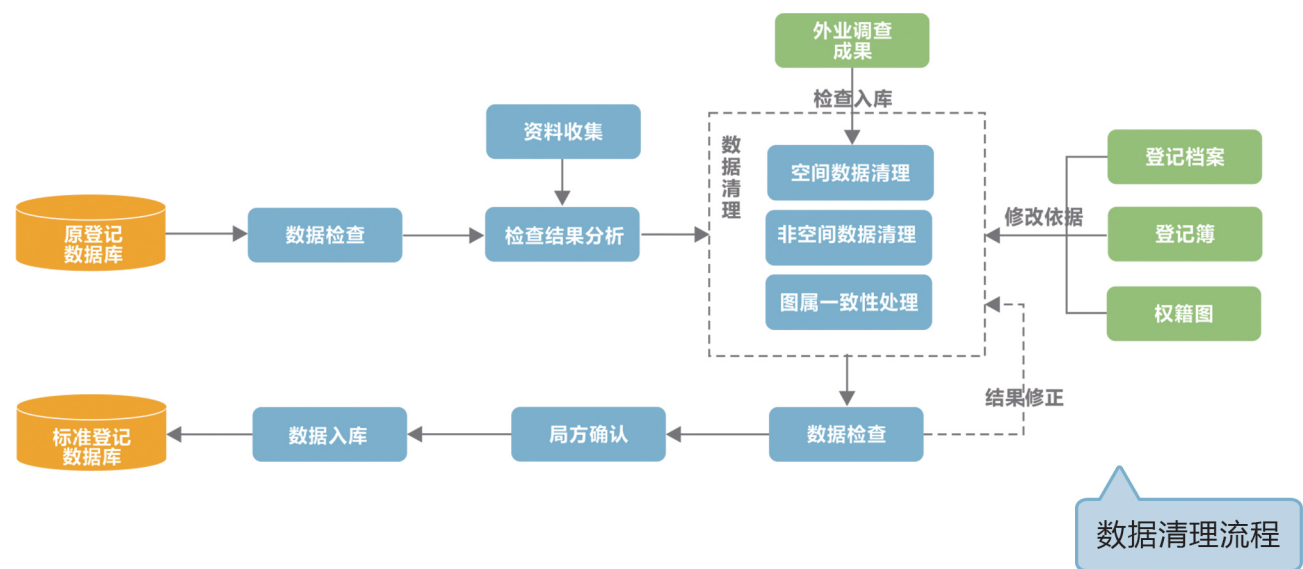 外业调查
成果
检查入库
资料收集
数据清理
空间数据清理
登记档案
原登记
数据库
数据检查
检查结果分析
非空间数据清理
修改依据
登记簿
图属一致性处理
权籍图
结果修正
标准登记
数据库
数据入库
局方确认
数据检查
数据清理流程